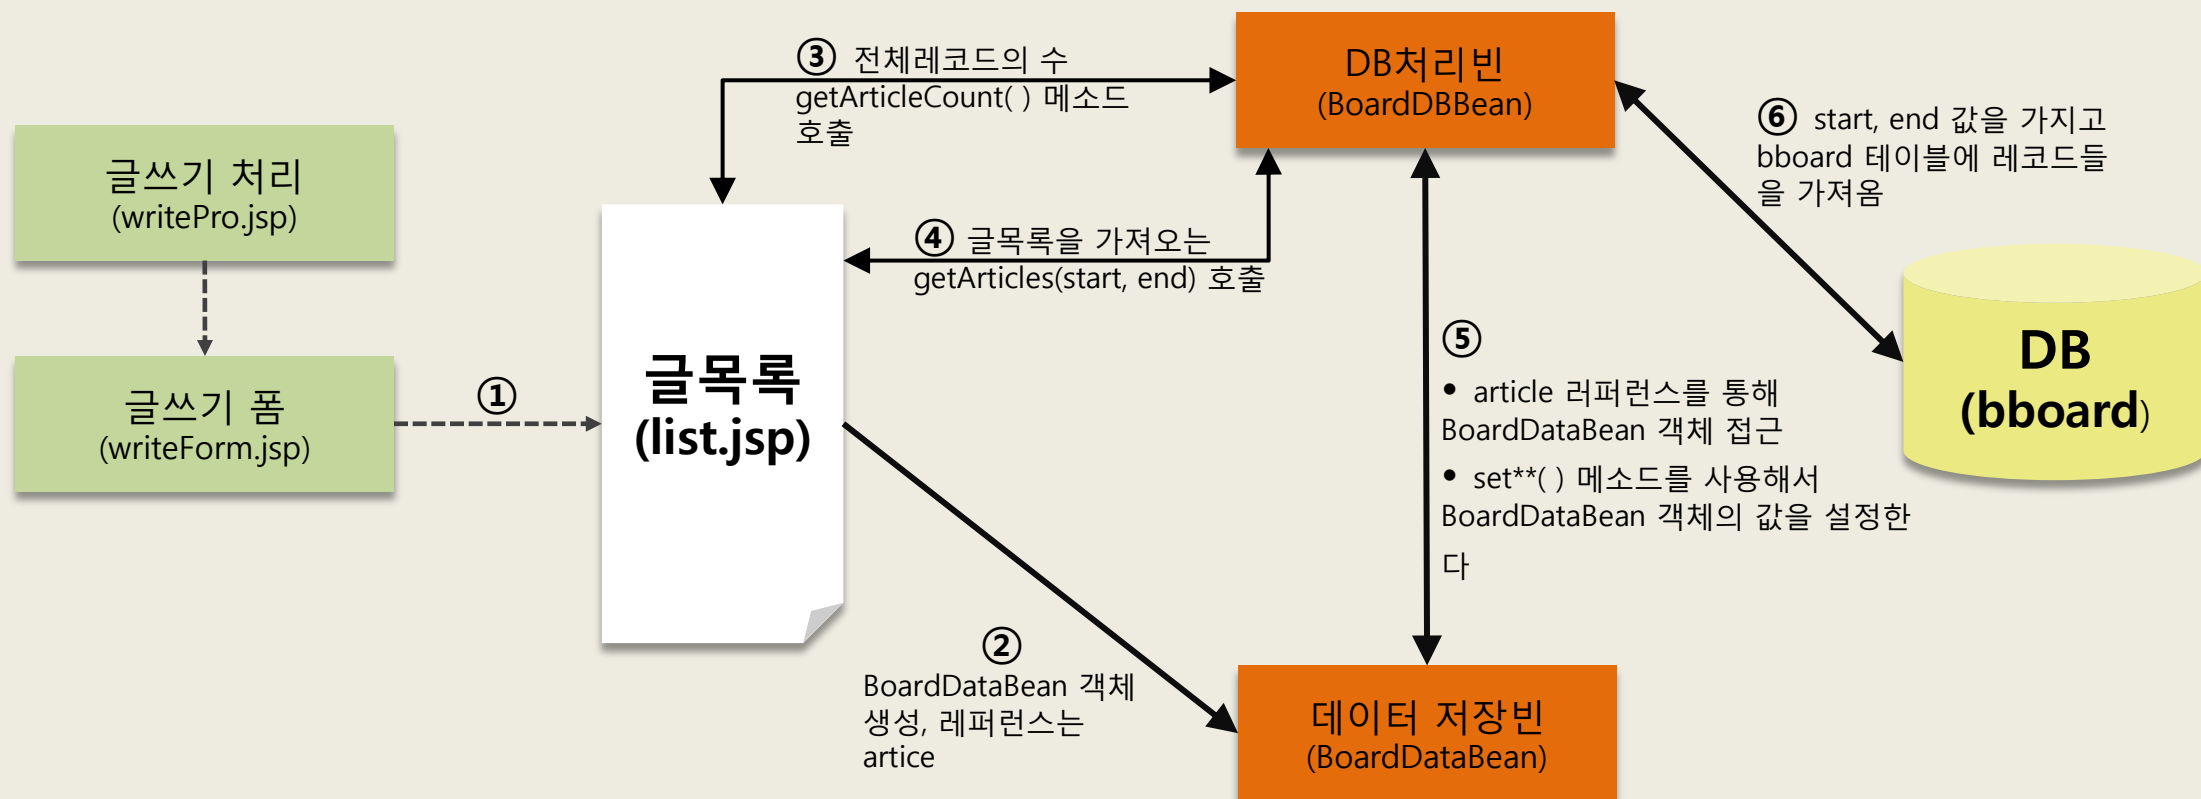 글쓰기 처리
(writePro.jsp)
글쓰기 폼
(writeForm.jsp)
①
글목록
(list.jsp)
③ 전체레코드의 수
getArticleCount( ) 메소드
호출
④ 글목록을 가져오는
getArticles(start, end) 호출
②
BoardDataBean 객체
생성, 레퍼런스는
artice
DB처리빈
(BoardDBBean)
⑤
• article 러퍼런스를 통해
BoardDataBean 객체 접근
• set**( ) 메소드를 사용해서
BoardDataBean 객체의 값을 설정한
다
데이터 저장빈
(BoardDataBean)
⑥ start, end 값을 가지고
bboard 테이블에 레코드들
을 가져옴
DB
(bboard)